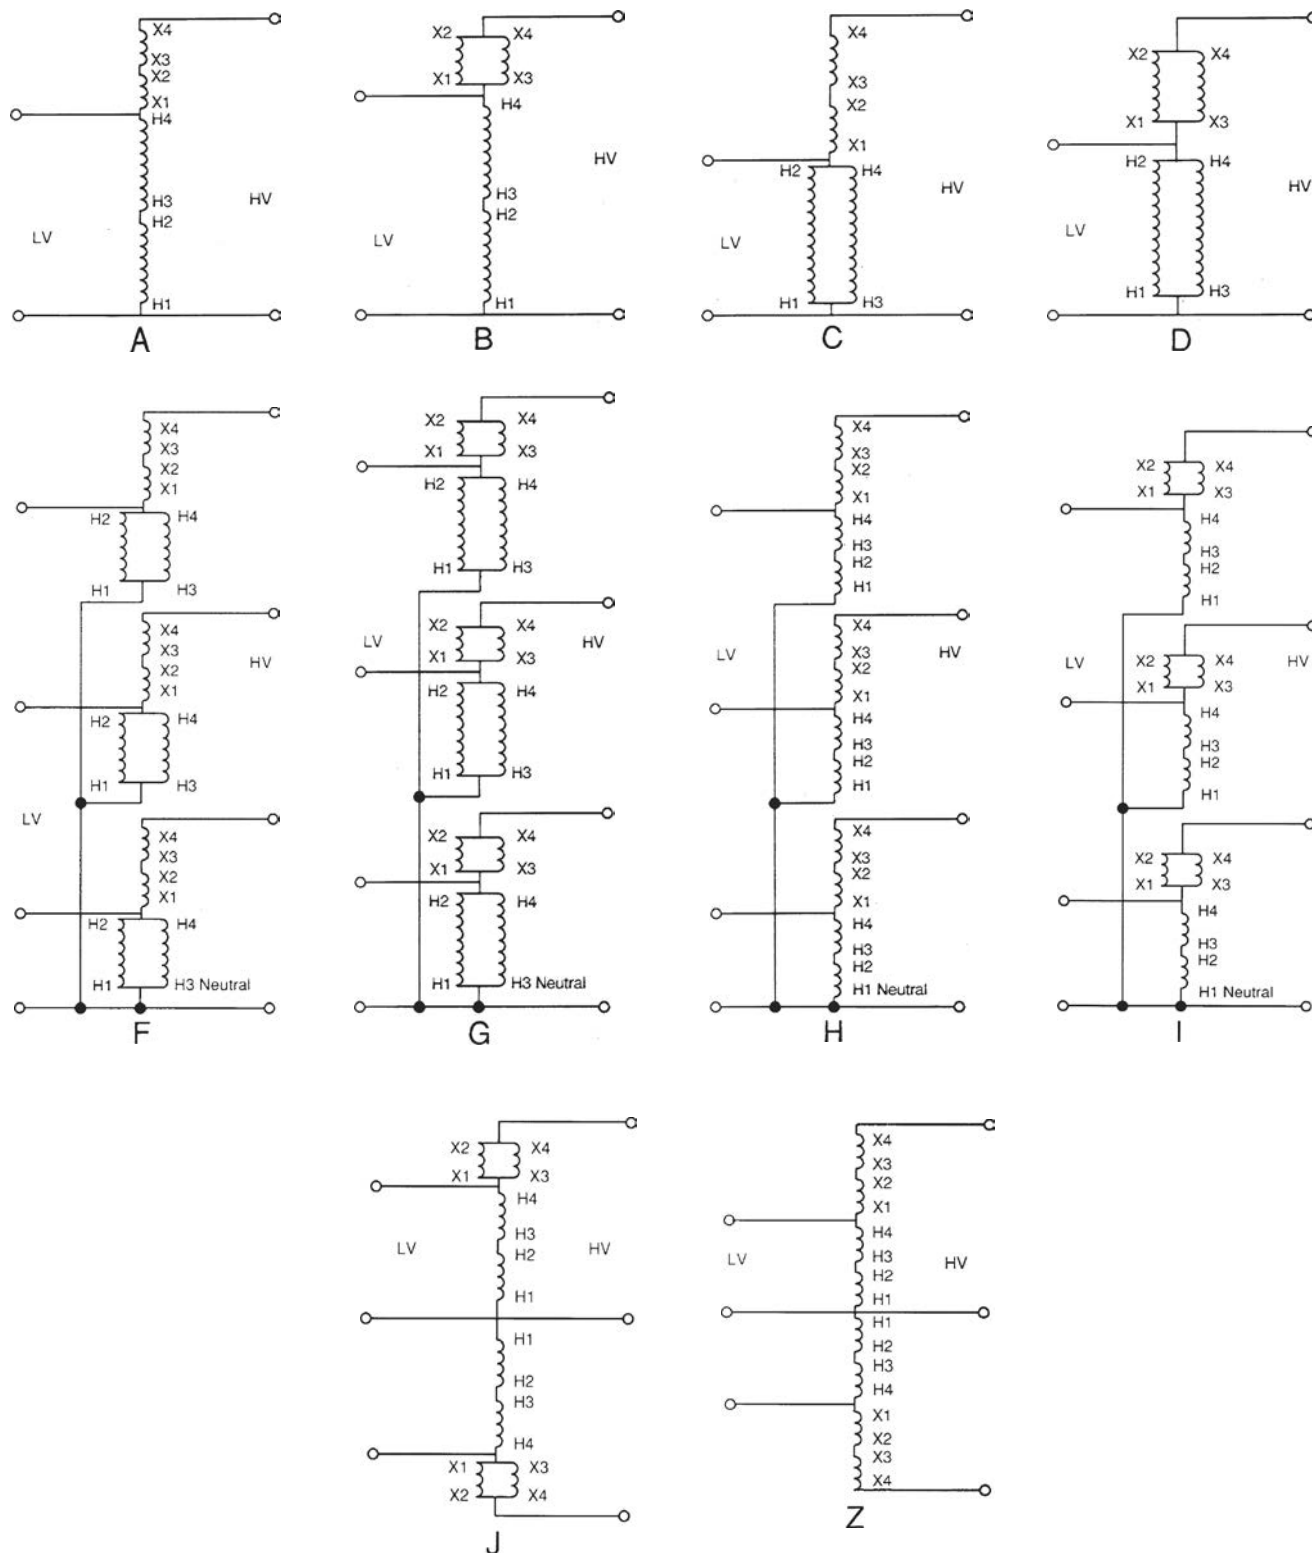 X4
X3
X2
X1
H4
H3
H2
H1
LV
HV
A
X2 X4
X1 X3
H4
H3
H2
H1
LV
HV
B
X4
X3
X2
X1
H2 H4
H1 H3
LV
HV
C
X2 X4
X1 X3
H2 H4
H1 H3
LV
HV
D
X4
X3
X2
X1
H2 H4
H1 H3
X4
X3
X2
X1
H2 H4
H1 H3
LV
HV
X4
X3
X2
X1
H2 H4
H1 H3 Neutral
F
X2 X4
X1 X3
H2 H4
H1 H3
LV
HV
X2 X4
X1 X3
H2 H4
H1 H3
X2 X4
X1 X3
H2 H4
H1 H3 Neutral
G
X4
X3
X2
X1
H4
H3
H2
H1
LV
HV
X4
X3
X2
X1
H4
H3
H2
H1
X4
X3
X2
X1
H4
H3
H2
H1 Neutral
H
X2 X4
X1 X3
H4
H3
H2
H1
LV
HV
X2 X4
X1 X3
H4
H3
H2
H1
X2 X4
X1 X3
H4
H3
H2
H1 Neutral
I
X2 X4
X1 X3
H4
H3
H2
H1
LV
HV
H1
H2
H3
H4
X1 X3
X2 X4
J
X4
X3
X2
X1
H4
H3
H2
H1
LV
HV
H1
H2
H3
H4
X1
X2
X3
X4
Z